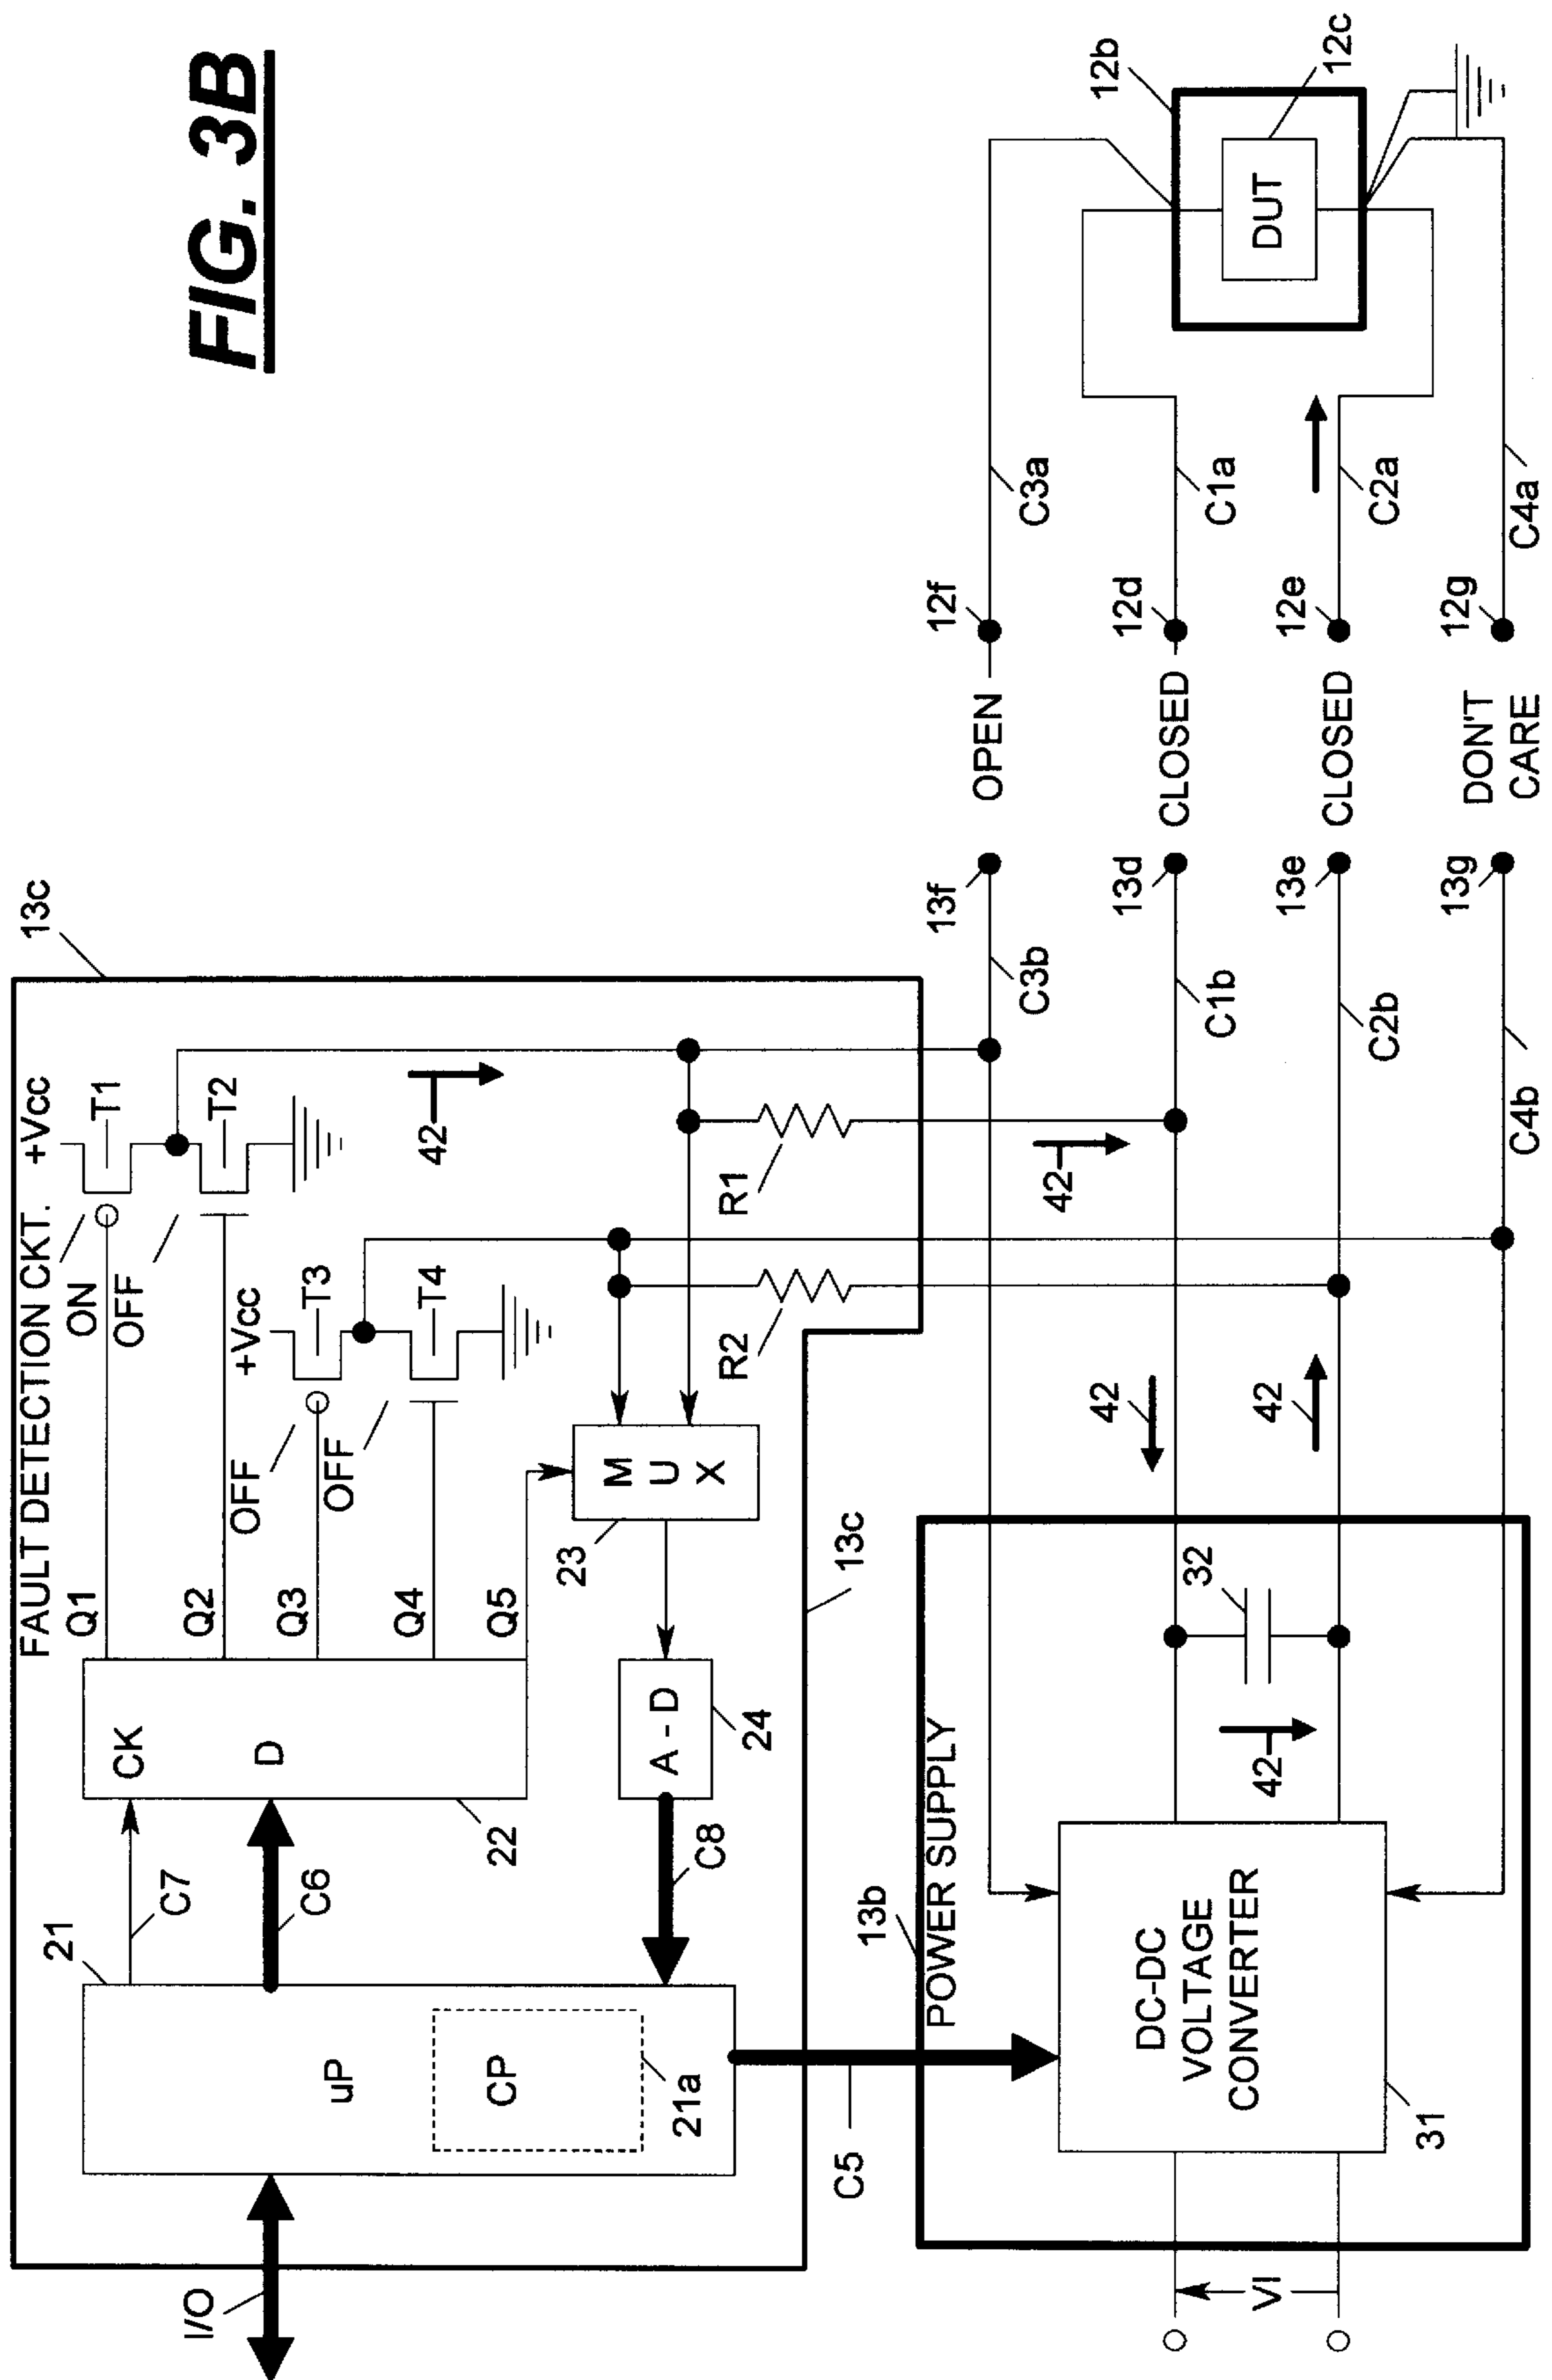 FIG. 3B
13c
FAULT DETECTION CKT.
+Vcc
T1
T2
ON
OFF
+Vcc
T3
T4
OFF
OFF
Q1
Q2
Q3
Q4
Q5
CK
D
22
C7
C6
21
uP
CP
21a
I/O
M
U
X
23
A - D
24
C8
42
R1
R2
42
13c
C5
13b
POWER SUPPLY
DC-DC
VOLTAGE
CONVERTER
31
32
42
42
42
VI
C3b
C1b
C2b
C4b
13f
13d
13e
13g
OPEN
CLOSED
CLOSED
DON'T
CARE
12f
12d
12e
12g
C3a
C1a
C2a
C4a
12b
12c
DUT